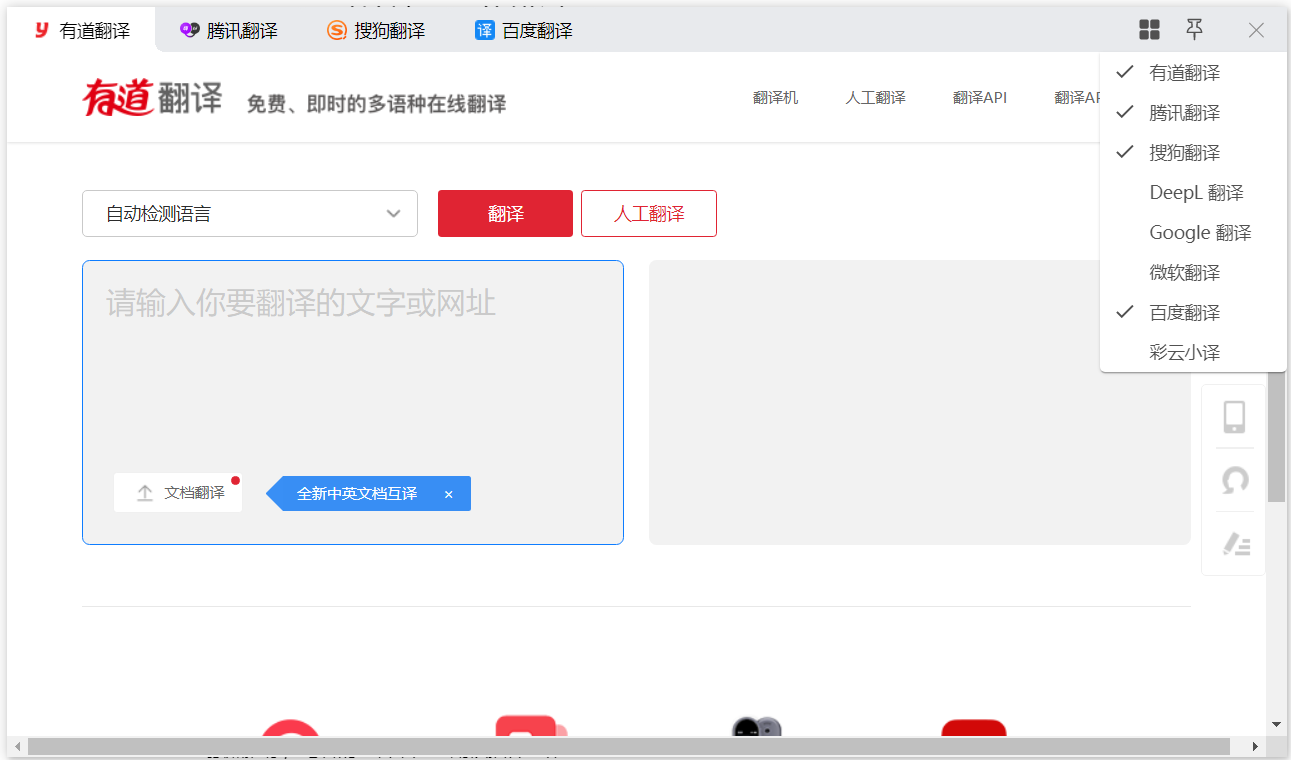 有道翻译 腾讯翻译 搜狗翻译 译 百度翻译
有道翻译 免费、即时的多语种在线翻译
翻译机 人工翻译 翻译API
有道翻译
腾讯翻译
搜狗翻译
DeepL 翻译
Google 翻译
微软翻译
百度翻译
彩云小译
自动检测语言 翻译 人工翻译
请输入你要翻译的文字或网址
文档翻译 全新中英文档互译 ×